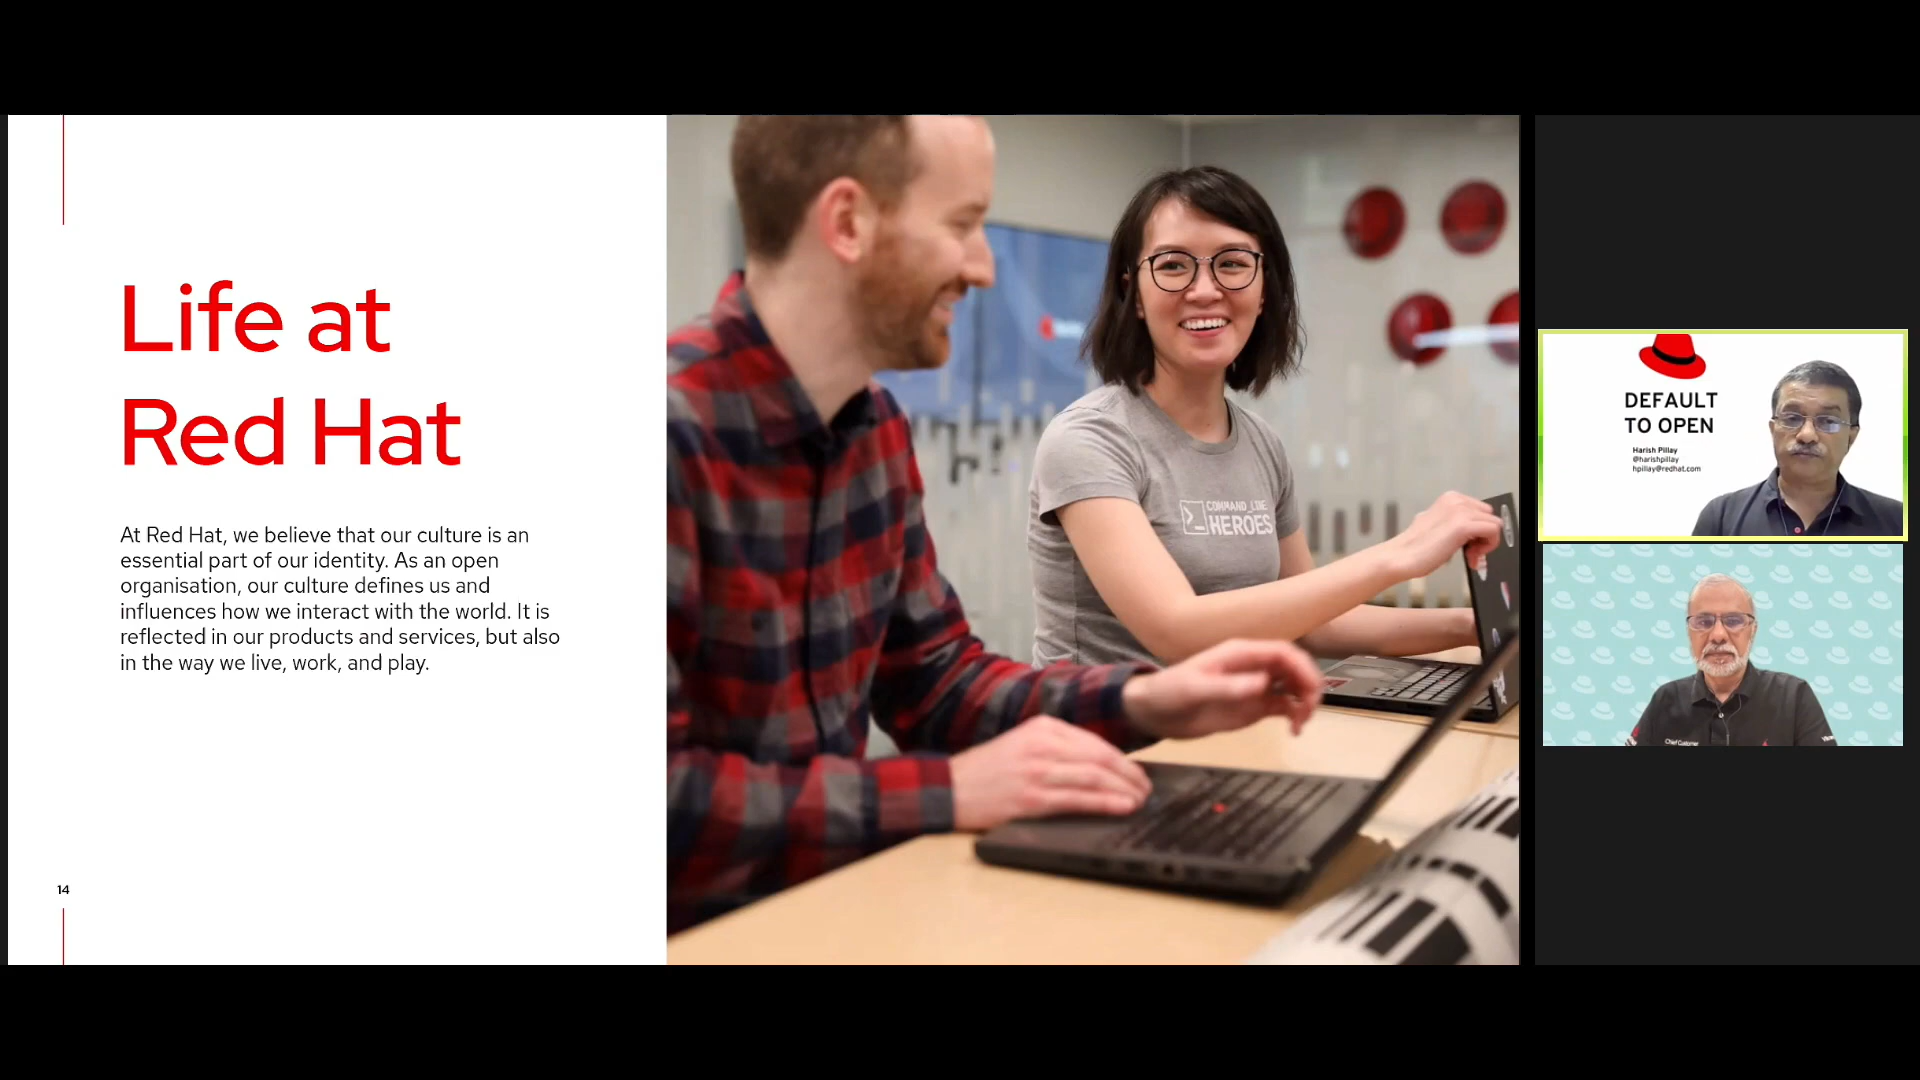 Life at
Red Hat
At Red Hat, we believe that our culture is an
essential part of our identity. As an open
organisation, our culture defines us and
influences how we interact with the world. It is
reflected in our products and services, but also
in the way we live, work, and play.
14
COMMAND_LINE
HEROES
DEFAULT
TO OPEN
Harish Pillay
@harishpillay
hpillay@redhat.com
Chief Customer